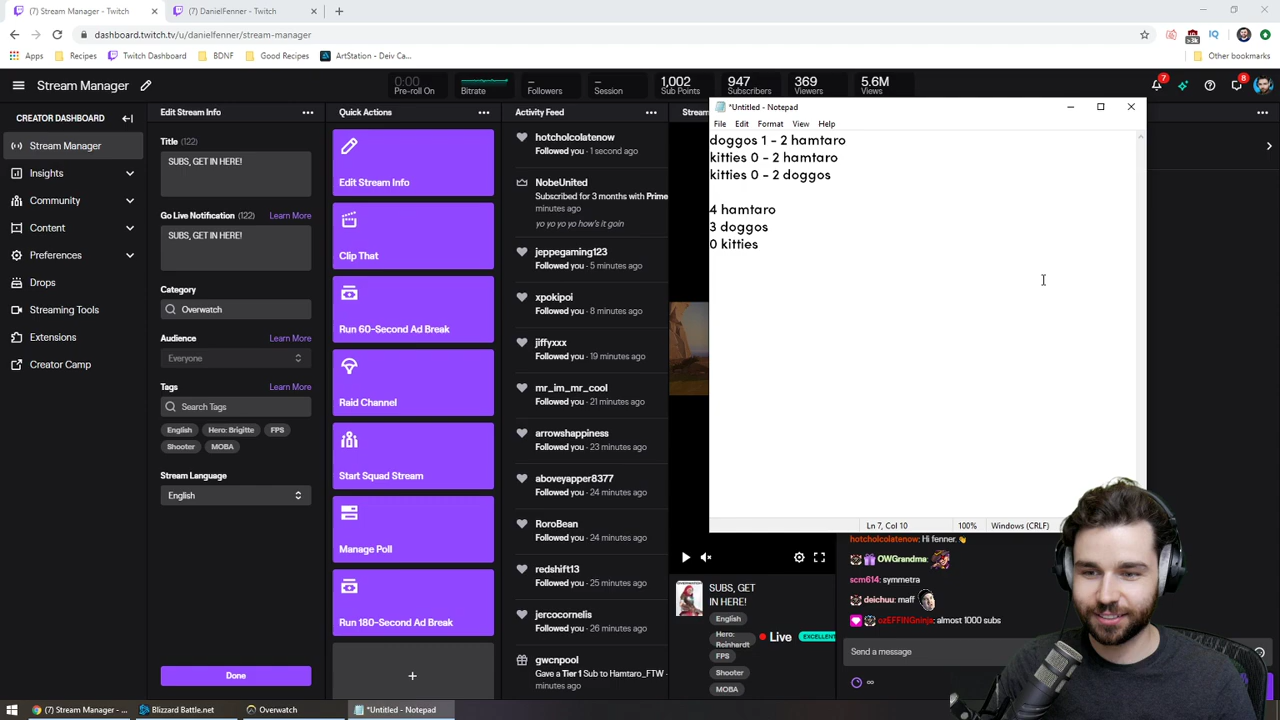 (7) Stream Manager - Twitch
(7) DanielFenner - Twitch
dashboard.twitch.tv/u/danielfenner/stream-manager
Apps
Recipes
Twitch Dashboard
BDNF
Good Recipes
ArtStation - Deiv Ca...
Other bookmarks
Stream Manager
0:00
Pre-roll On
Bitrate
–
Followers
–
Session
1,002
Sub Points
947
Subscribers
369
Viewers
5.6M
Views
7
8
CREATOR DASHBOARD
Stream Manager
Insights
Community
Content
Preferences
Drops
Streaming Tools
Extensions
Creator Camp
Edit Stream Info
Title (122)
SUBS, GET IN HERE!
Go Live Notification (122)
Learn More
SUBS, GET IN HERE!
Category
Overwatch
Audience
Learn More
Everyone
Tags
Learn More
Search Tags
English
Hero: Brigitte
FPS
Shooter
MOBA
Stream Language
English
Done
Quick Actions
Edit Stream Info
Clip That
Run 60-Second Ad Break
Raid Channel
Start Squad Stream
Manage Poll
Run 180-Second Ad Break
Activity Feed
hotcholcolatenow
Followed you · 1 second ago
NobeUnited
Subscribed for 3 months with Prime
minutes ago
yo yo yo yo how's it goin
jeppegaming123
Followed you · 5 minutes ago
xpokipoi
Followed you · 8 minutes ago
jiffyxxx
Followed you · 19 minutes ago
mr_im_mr_cool
Followed you · 21 minutes ago
arrowshappiness
Followed you · 23 minutes ago
aboveyapper8377
Followed you · 24 minutes ago
RoroBean
Followed you · 24 minutes ago
redshift13
Followed you · 25 minutes ago
jercocornelis
Followed you · 26 minutes ago
gwcnpool
Gave a Tier 1 Sub to Hamtaro_FTW ·
minutes ago
Strea
*Untitled - Notepad
File Edit Format View Help
doggos 1 - 2 hamtaro
kitties 0 - 2 hamtaro
kitties 0 - 2 doggos
4 hamtaro
3 doggos
0 kitties
Ln 7, Col 10
100%
Windows (CRLF)
SUBS, GET
IN HERE!
English
Hero:
Reinhardt
FPS
Shooter
MOBA
Live
EXCELLENT
hotcholcolatenow: Hi fenner.
OWGrandma:
scm614: symmetra
deichuu: maff
ozEFFINGninja: almost 1000 subs
Send a message
∞
(7) Stream Manager - ...
Blizzard Battle.net
Overwatch
*Untitled - Notepad